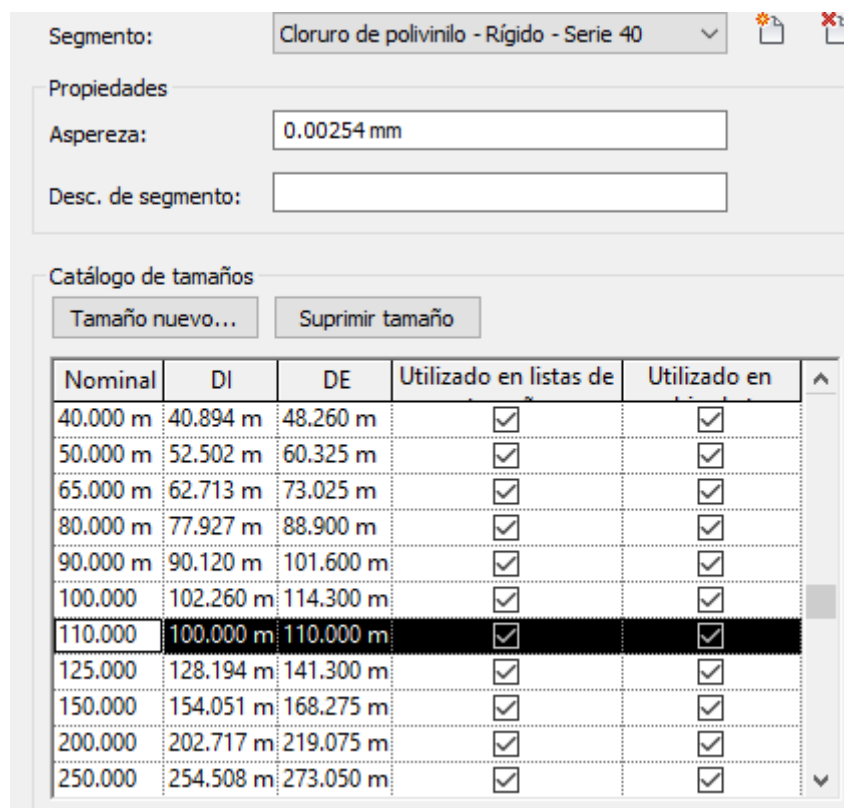 Segmento: Cloruro de polivinilo - Rígido - Serie 40
Propiedades
Aspereza: 0.00254 mm
Desc. de segmento:
Catálogo de tamaños
Tamaño nuevo... Suprimir tamaño
Nominal DI DE Utilizado en listas de Utilizado en
40.000 m 40.894 m 48.260 m
50.000 m 52.502 m 60.325 m
65.000 m 62.713 m 73.025 m
80.000 m 77.927 m 88.900 m
90.000 m 90.120 m 101.600 m
100.000 102.260 m 114.300 m
110.000 100.000 m 110.000 m
125.000 128.194 m 141.300 m
150.000 154.051 m 168.275 m
200.000 202.717 m 219.075 m
250.000 254.508 m 273.050 m